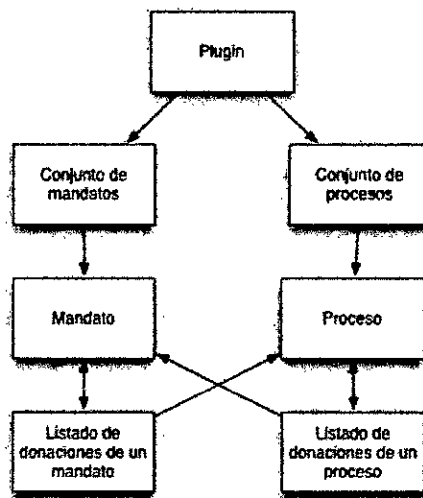 Plugin
Conjunto de
mandatos
Conjunto de
procesos
Mandato
Proceso
Listado de
donaciones de un
mandato
Listado de
donaciones de un
proceso